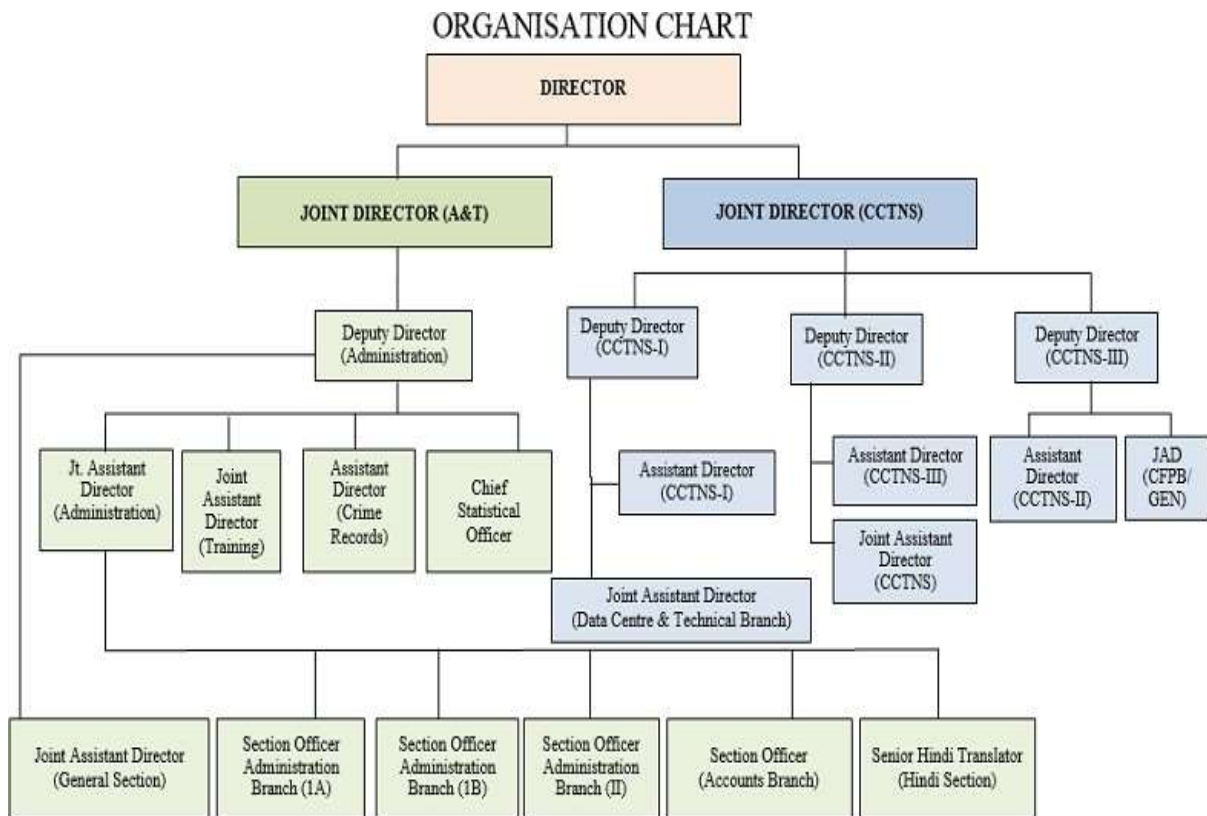 ORGANISATION CHART
DIRECTOR
JOINT DIRECTOR (A&T)
JOINT DIRECTOR (CCTNS)
Deputy Director
(Administration)
Deputy Director
(CCTNS-I)
Deputy Director
(CCTNS-II)
Deputy Director
(CCTNS-III)
Jt. Assistant
Director
(Administration)
Joint
Assistant
Director
(Training)
Assistant
Director
(Crime
Records)
Chief
Statistical
Officer
Assistant Director
(CCTNS-I)
Assistant Director
(CCTNS-III)
Assistant
Director
(CCTNS-II)
JAD
(CFPB/
GEN)
Joint Assistant
Director
(CCTNS)
Joint Assistant Director
(Data Centre & Technical Branch)
Joint Assistant Director
(General Section)
Section Officer
Administration
Branch (1A)
Section Officer
Administration
Branch (1B)
Section Officer
Administration
Branch (II)
Section Officer
(Accounts Branch)
Senior Hindi Translator
(Hindi Section)